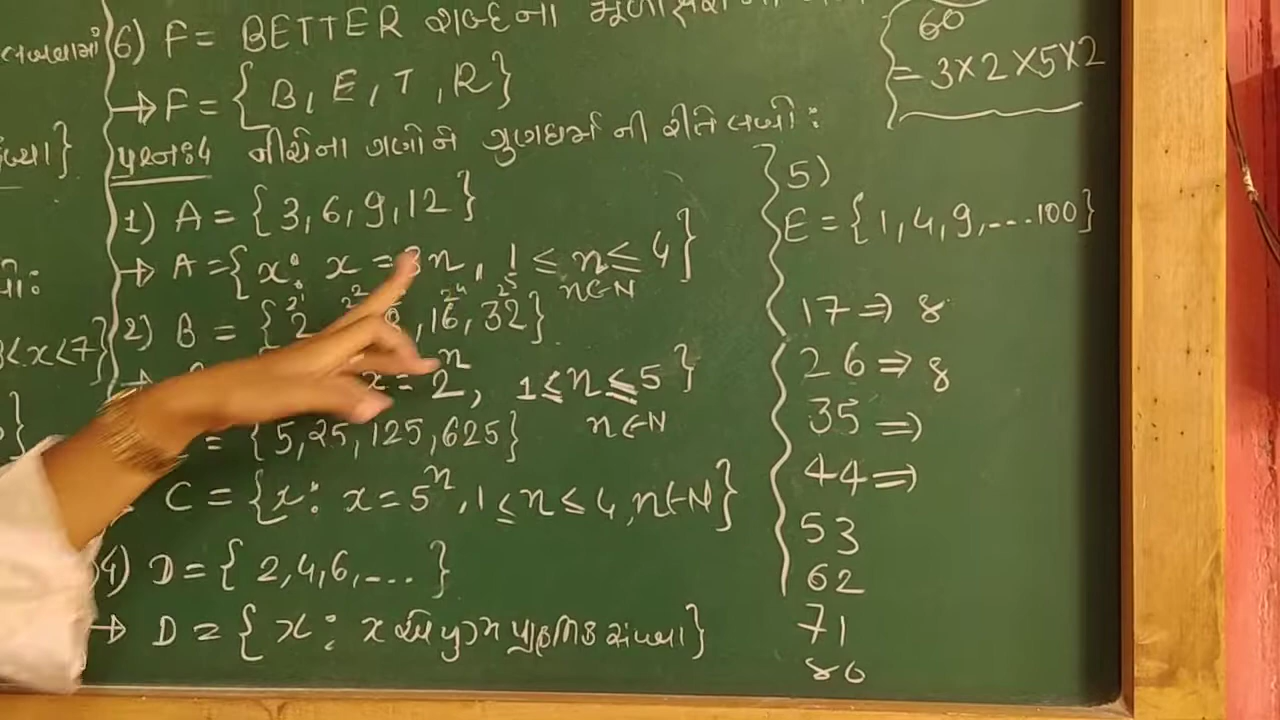 6) F = BETTER શબ્દના
→ F = {B, E, T, R}
પ્રશ્નઃ4 નીચેના ગણોને ગુણધર્મની રીતે લખો :
1) A = {3, 6, 9, 12}
→ A = {x : x = 3n, 1 ≤ n ≤ 4}
n∈N
2) B = {2, 8, 16, 32}
x = 2ⁿ, 1 ≤ n ≤ 5}
n∈N
= {5, 25, 125, 625}
C = {x : x = 5ⁿ, 1 ≤ n ≤ 4, n∈N}
4) D = {2, 4, 6, ....}
→ D = {x : x એ યુગ્મ પ્રાકૃતિક સંખ્યા}
60
= 3×2×5×2
5)
E = {1, 4, 9, ....100}
17 ⇒ 8
26 ⇒ 8
35 ⇒
44 ⇒
53
62
71
80
3<x<7}